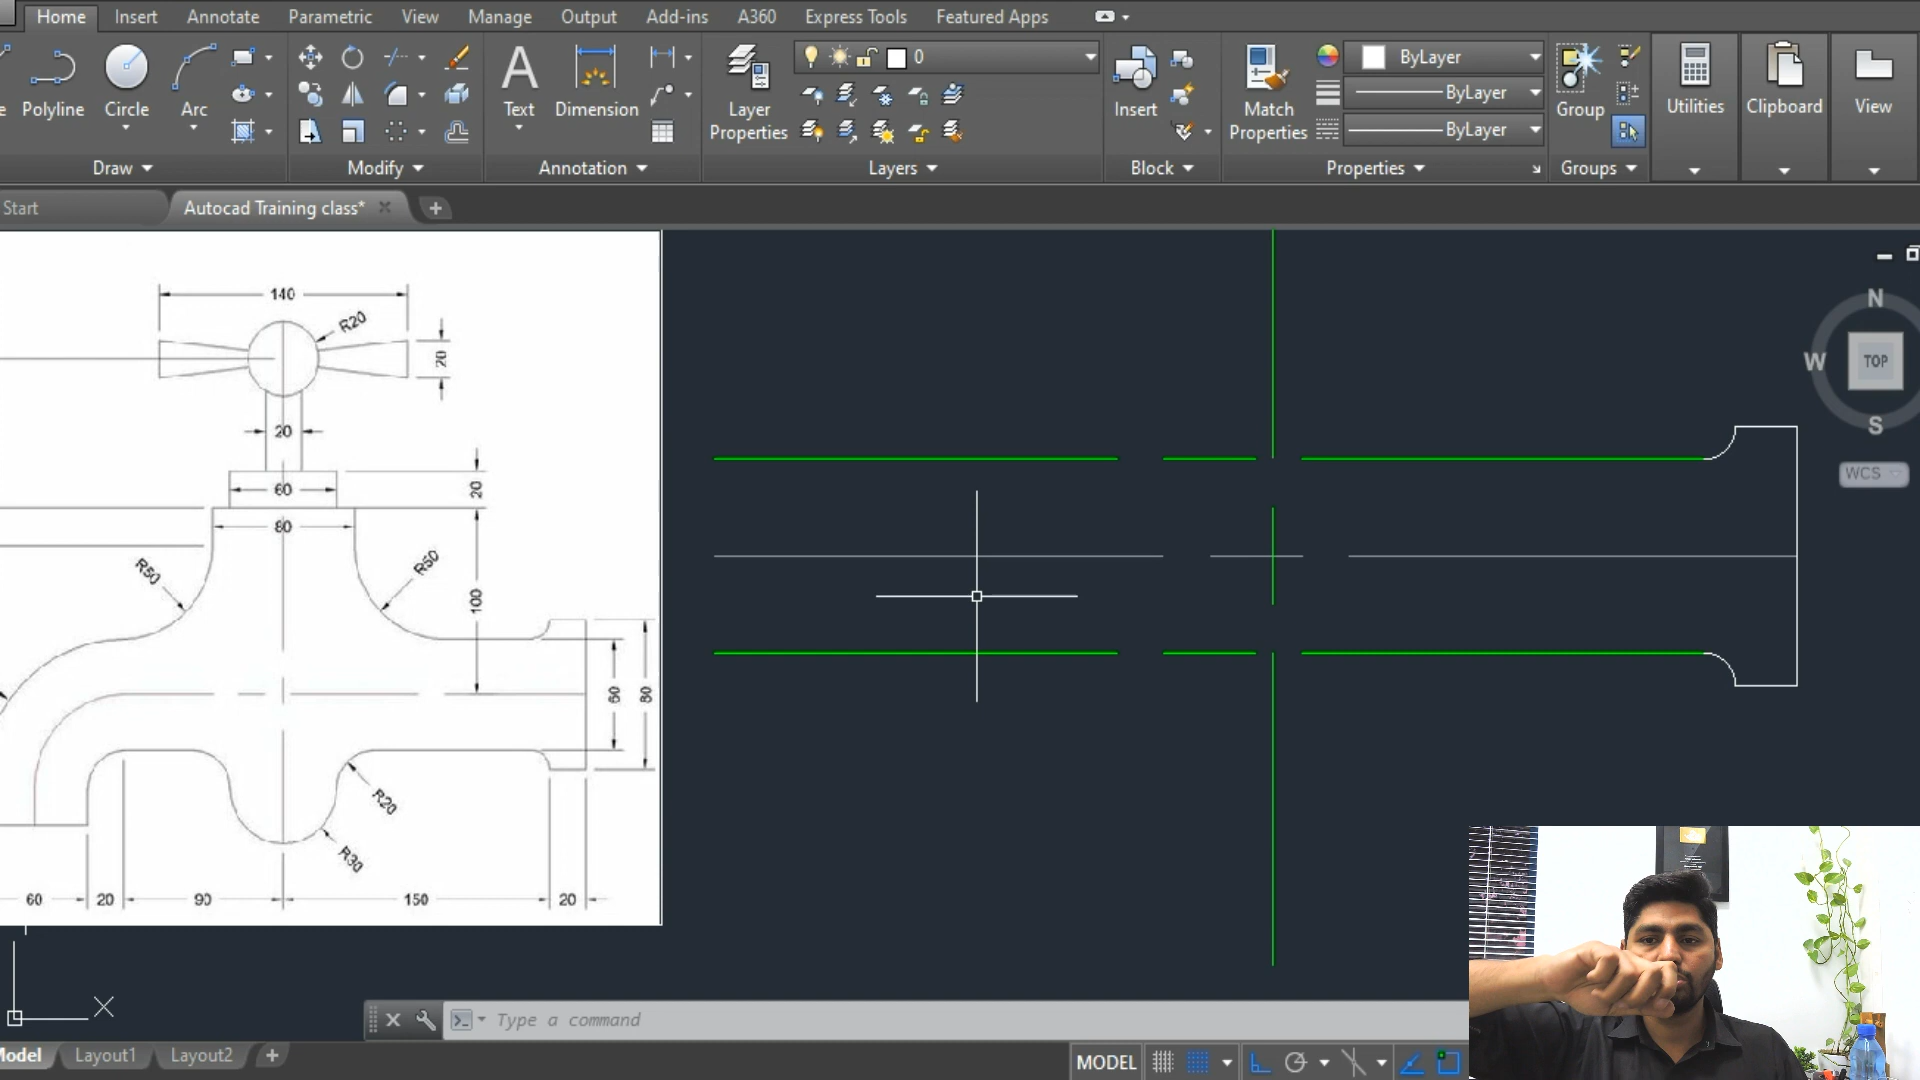 Home Insert Annotate Parametric View Manage Output Add-ins A360 Express Tools Featured Apps
Polyline Circle Arc
Text Dimension
Layer Properties
0
Insert
Match Properties
ByLayer
ByLayer
ByLayer
Group Utilities Clipboard View
Draw Modify Annotation Layers Block Properties Groups
Start Autocad Training class*
140
R20
20
20
60
20
80
R50
R50
100
60
80
R20
R30
60 20 90 150 20
N
W TOP
S
WCS
X
Type a command
Model Layout1 Layout2
MODEL